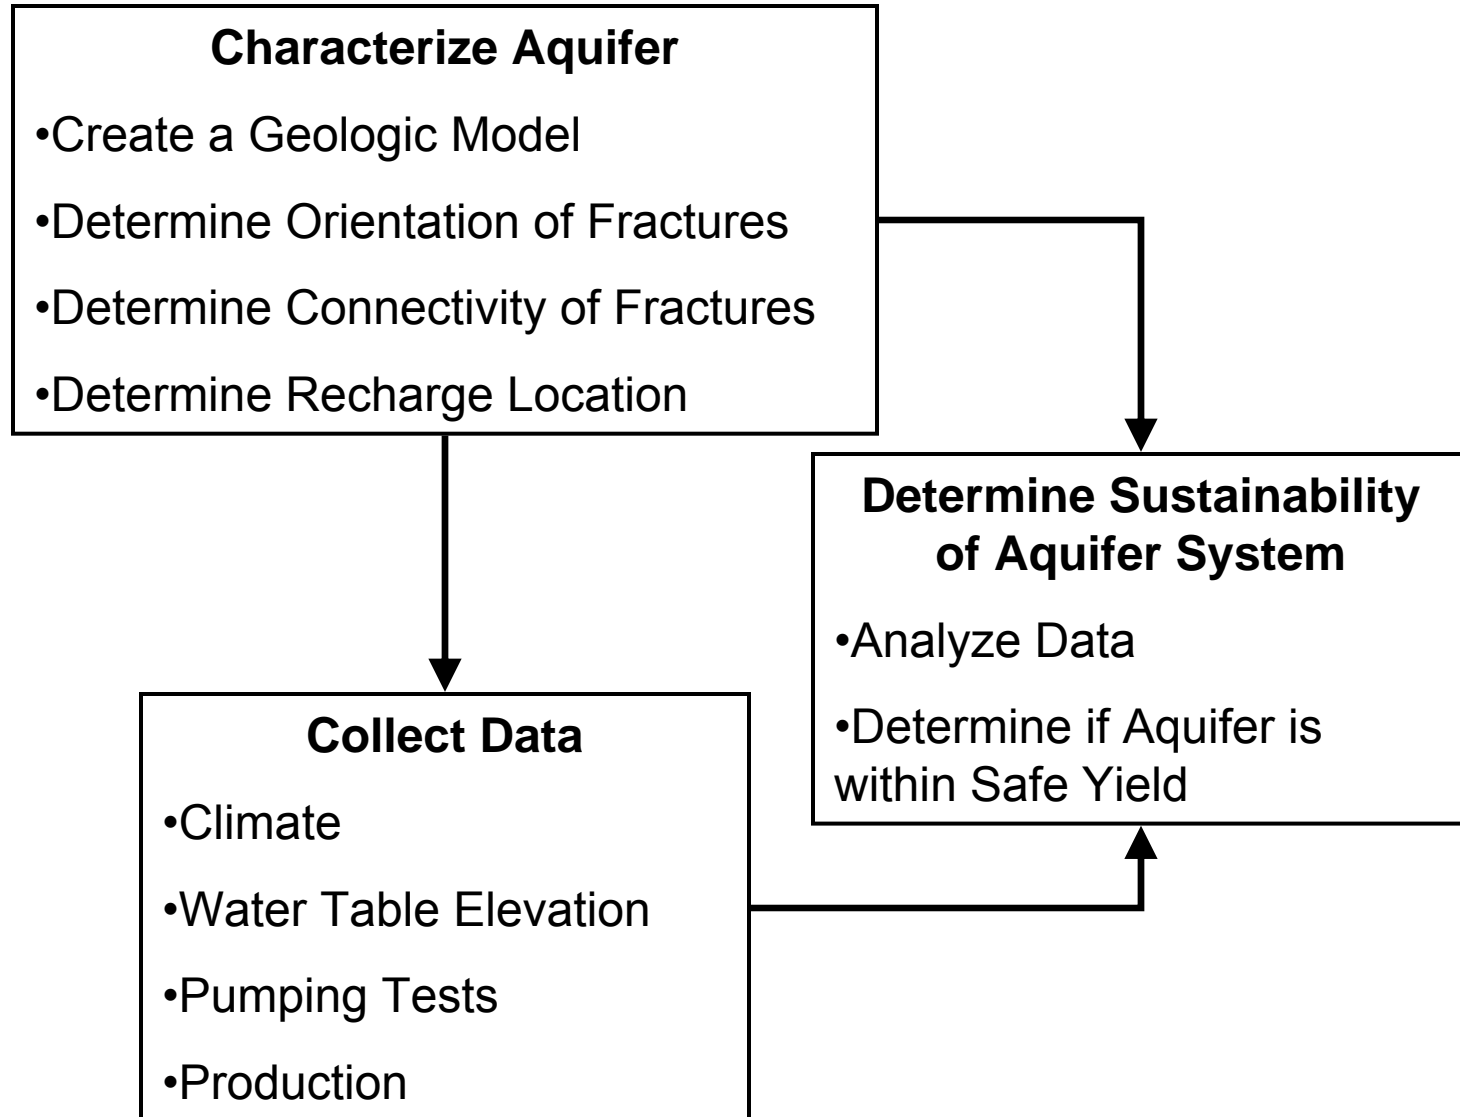 Characterize Aquifer
•Create a Geologic Model
•Determine Orientation of Fractures
•Determine Connectivity of Fractures
•Determine Recharge Location
Determine Sustainability
of Aquifer System
•Analyze Data
•Determine if Aquifer is
within Safe Yield
Collect Data
•Climate
•Water Table Elevation
•Pumping Tests
•Production